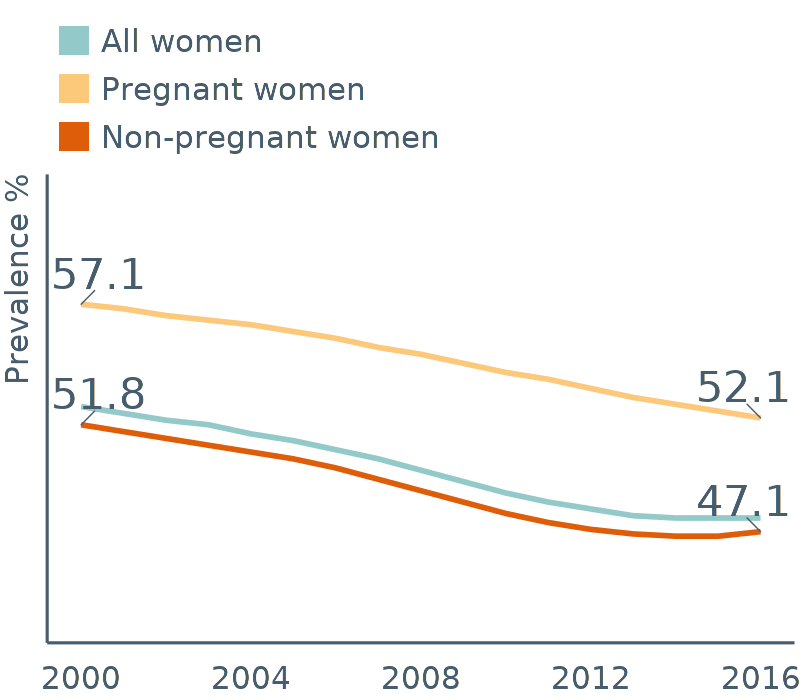 All women
Pregnant women
Non-pregnant women
Prevalence %
57.1
51.8
52.1
47.1
2000 2004 2008 2012 2016